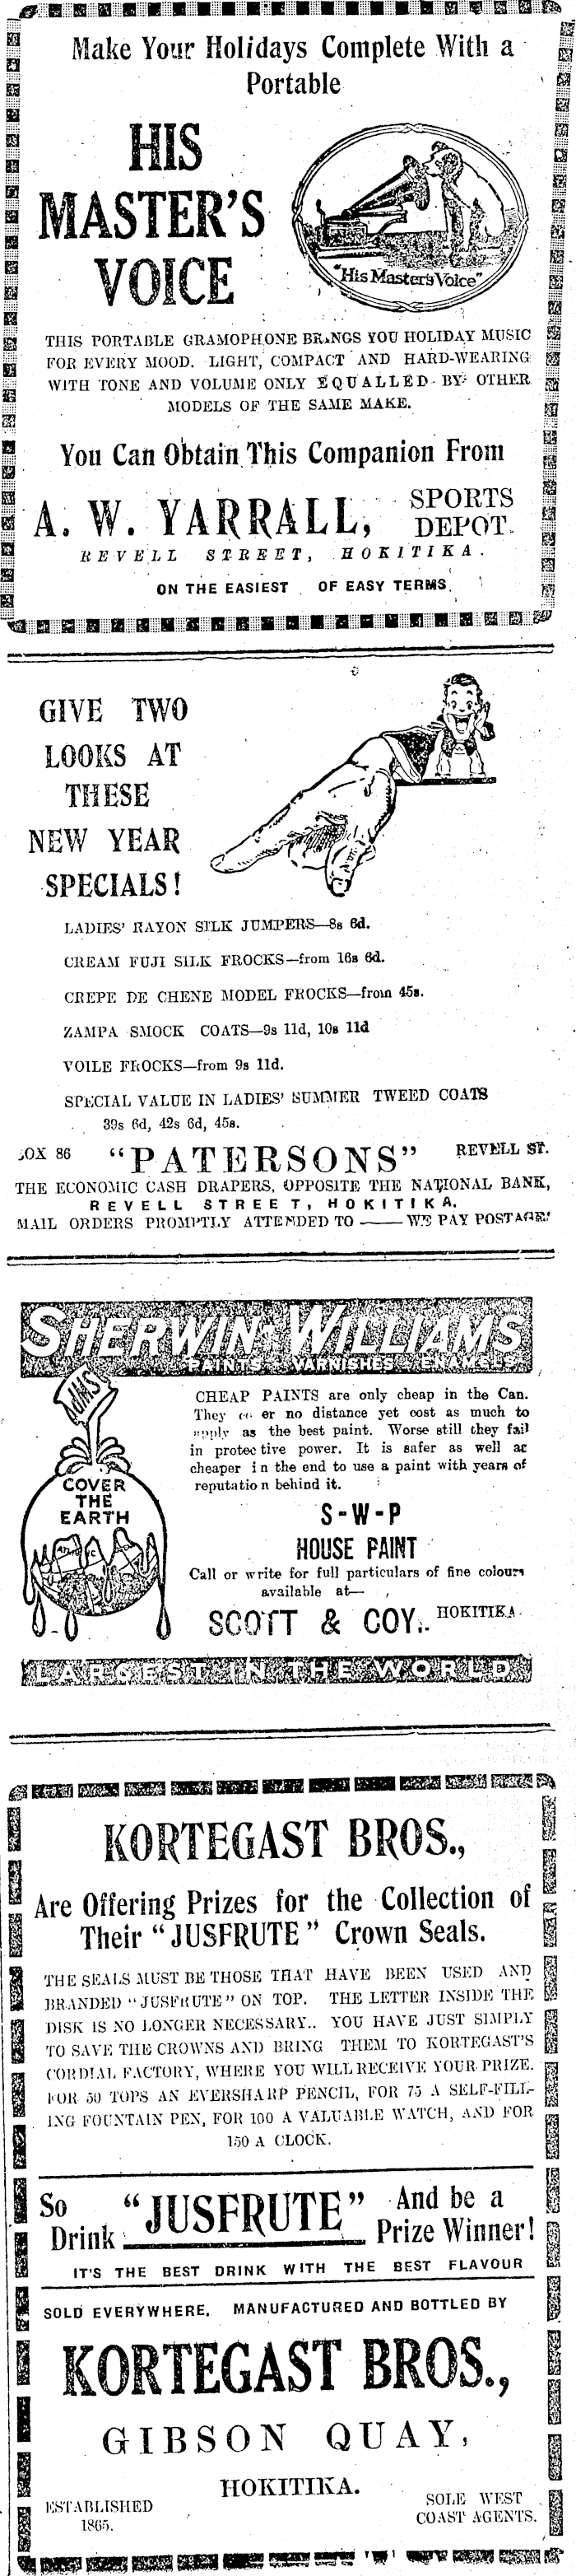 Make Your Holidays Complete With a
Portable
HIS
MASTER'S
VOICE
"His Master's Voice"
THIS PORTABLE GRAMOPHONE BRINGS YOU HOLIDAY MUSIC
FOR EVERY MOOD. LIGHT, COMPACT AND HARD-WEARING
WITH TONE AND VOLUME ONLY EQUALLED BY OTHER
MODELS OF THE SAME MAKE.
You Can Obtain This Companion From
A. W. YARRALL, SPORTS
DEPOT.
REVELL STREET, HOKITIKA.
ON THE EASIEST OF EASY TERMS
GIVE TWO
LOOKS AT
THESE
NEW YEAR
SPECIALS!
LADIES' RAYON SILK JUMPERS—8s 6d.
CREAM FUJI SILK FROCKS—from 16s 6d.
CREPE DE CHENE MODEL FROCKS—from 45s.
ZAMPA SMOCK COATS—9s 11d, 10s 11d
VOILE FROCKS—from 9s 11d.
SPECIAL VALUE IN LADIES' SUMMER TWEED COATS
39s 6d, 42s 6d, 45s.
BOX 86 "PATERSONS" REVELL ST.
THE ECONOMIC CASH DRAPERS, OPPOSITE THE NATIONAL BANK,
REVELL STREET, HOKITIKA.
MAIL ORDERS PROMPTLY ATTENDED TO —— WE PAY POSTAGE!
SHERWIN-WILLIAMS
PAINTS VARNISHES ENAMELS
SWP
COVER
THE
EARTH
CHEAP PAINTS are only cheap in the Can.
They er no distance yet cost as much to
apply as the best paint. Worse still they fail
in protective power. It is safer as well as
cheaper in the end to use a paint with years of
reputation behind it.
S-W-P
HOUSE PAINT
Call or write for full particulars of fine colours
available at—
SCOTT & COY. HOKITIKA.
LARGEST IN THE WORLD
KORTEGAST BROS.,
Are Offering Prizes for the Collection of
Their "JUSFRUTE" Crown Seals.
THE SEALS MUST BE THOSE THAT HAVE BEEN USED AND
BRANDED "JUSFRUTE" ON TOP. THE LETTER INSIDE THE
DISK IS NO LONGER NECESSARY.. YOU HAVE JUST SIMPLY
TO SAVE THE CROWNS AND BRING THEM TO KORTEGAST'S
CORDIAL FACTORY, WHERE YOU WILL RECEIVE YOUR PRIZE.
FOR 50 TOPS AN EVERSHARP PENCIL, FOR 75 A SELF-FILL-
ING FOUNTAIN PEN, FOR 100 A VALUABLE WATCH, AND FOR
150 A CLOCK.
So Drink "JUSFRUTE" And be a
Prize Winner!
IT'S THE BEST DRINK WITH THE BEST FLAVOUR
SOLD EVERYWHERE. MANUFACTURED AND BOTTLED BY
KORTEGAST BROS.,
GIBSON QUAY,
HOKITIKA.
ESTABLISHED
1865.
SOLE WEST
COAST AGENTS.